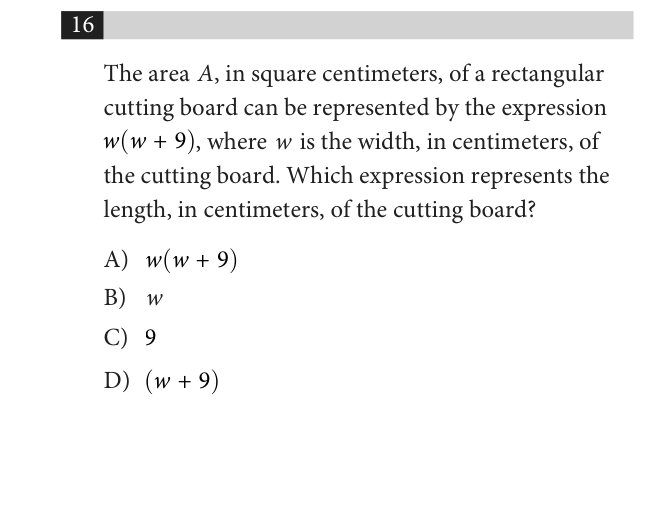 16
The area A, in square centimeters, of a rectangular
cutting board can be represented by the expression
w(w + 9), where w is the width, in centimeters, of
the cutting board. Which expression represents the
length, in centimeters, of the cutting board?
A) w(w + 9)
B) w
C) 9
D) (w + 9)